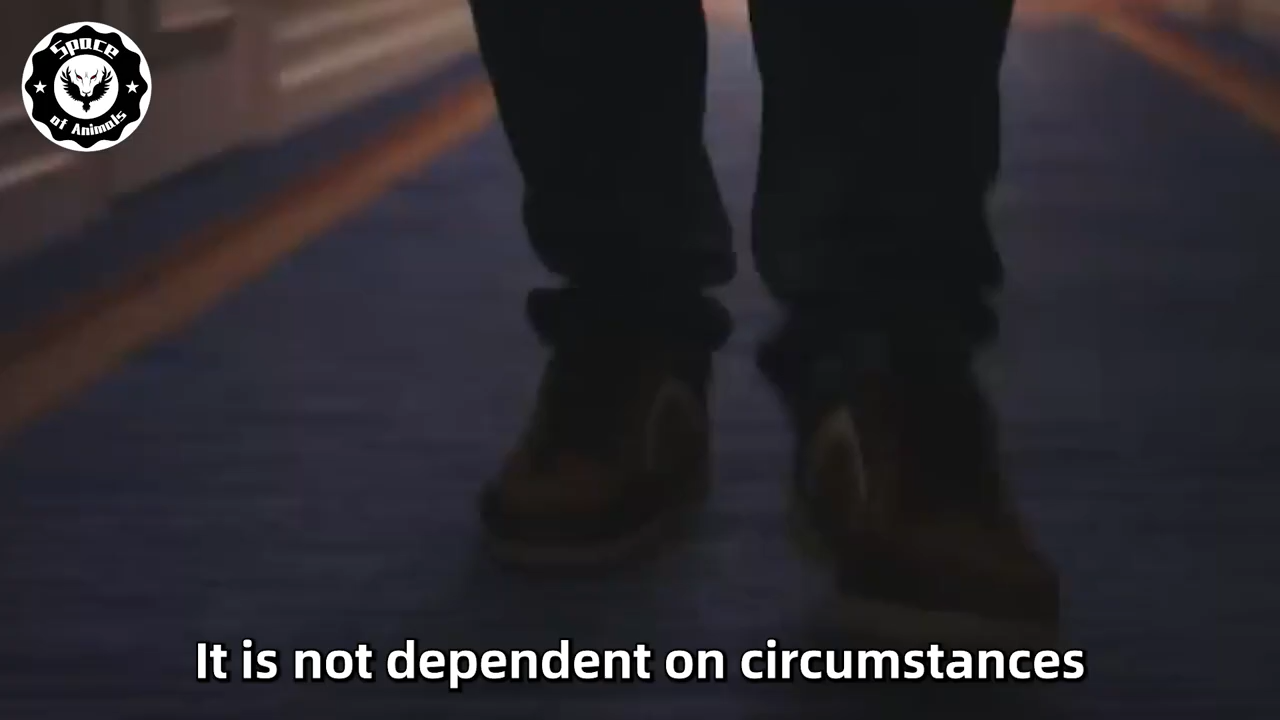 Space
of Animals
It is not dependent on circumstances